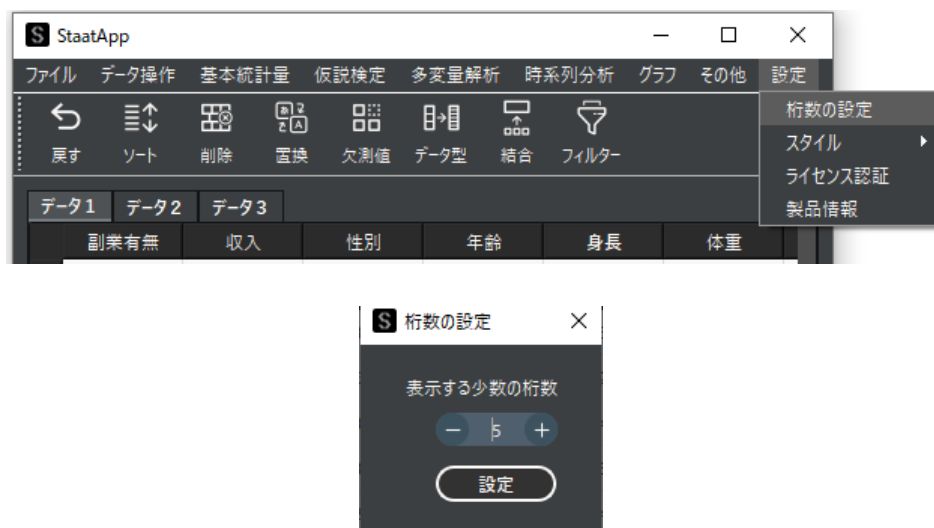 S StaatApp
ファイル データ操作 基本統計量 仮説検定 多変量解析 時系列分析 グラフ その他 設定
戻す ソート 削除 置換 欠測値 データ型 結合 フィルター
桁数の設定
スタイル
ライセンス認証
製品情報
データ1 データ2 データ3
副業有無 収入 性別 年齢 身長 体重
S 桁数の設定
表示する少数の桁数
5
設定